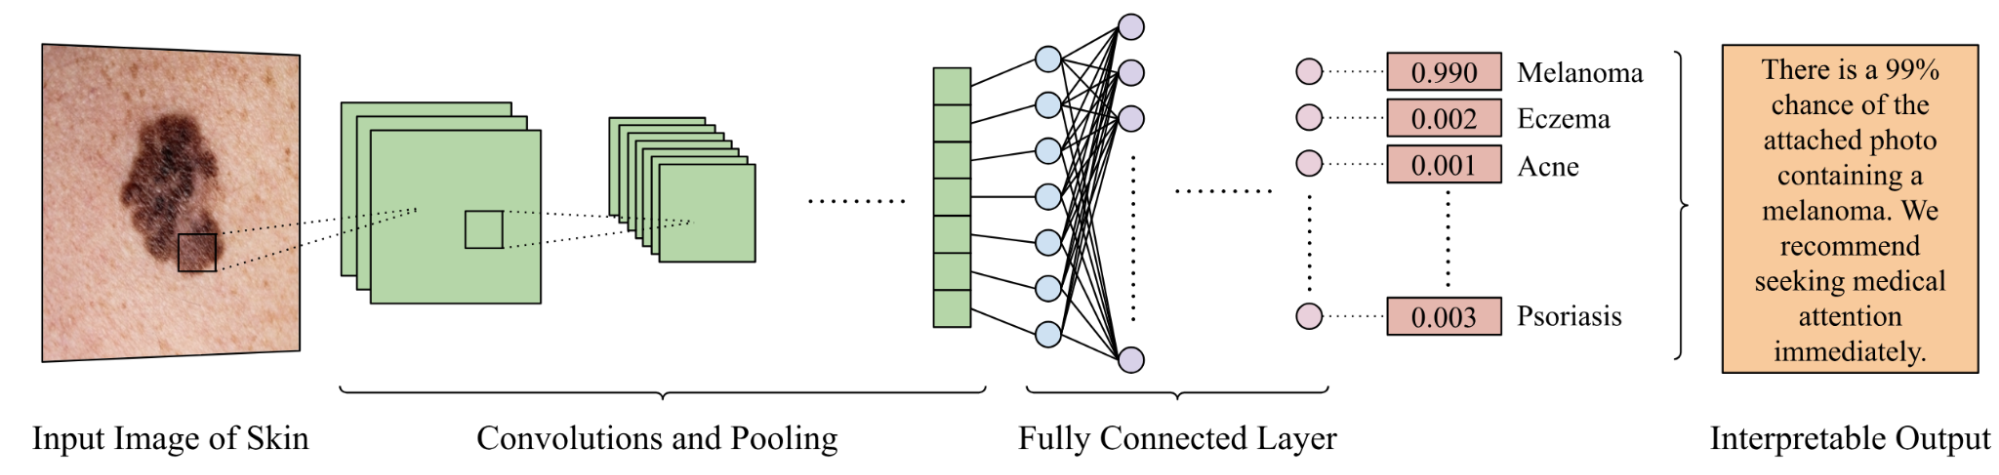 0.990 Melanoma
0.002 Eczema
0.001 Acne
0.003 Psoriasis
There is a 99%
chance of the
attached photo
containing a
melanoma. We
recommend
seeking medical
attention
immediately.
Input Image of Skin
Convolutions and Pooling
Fully Connected Layer
Interpretable Output